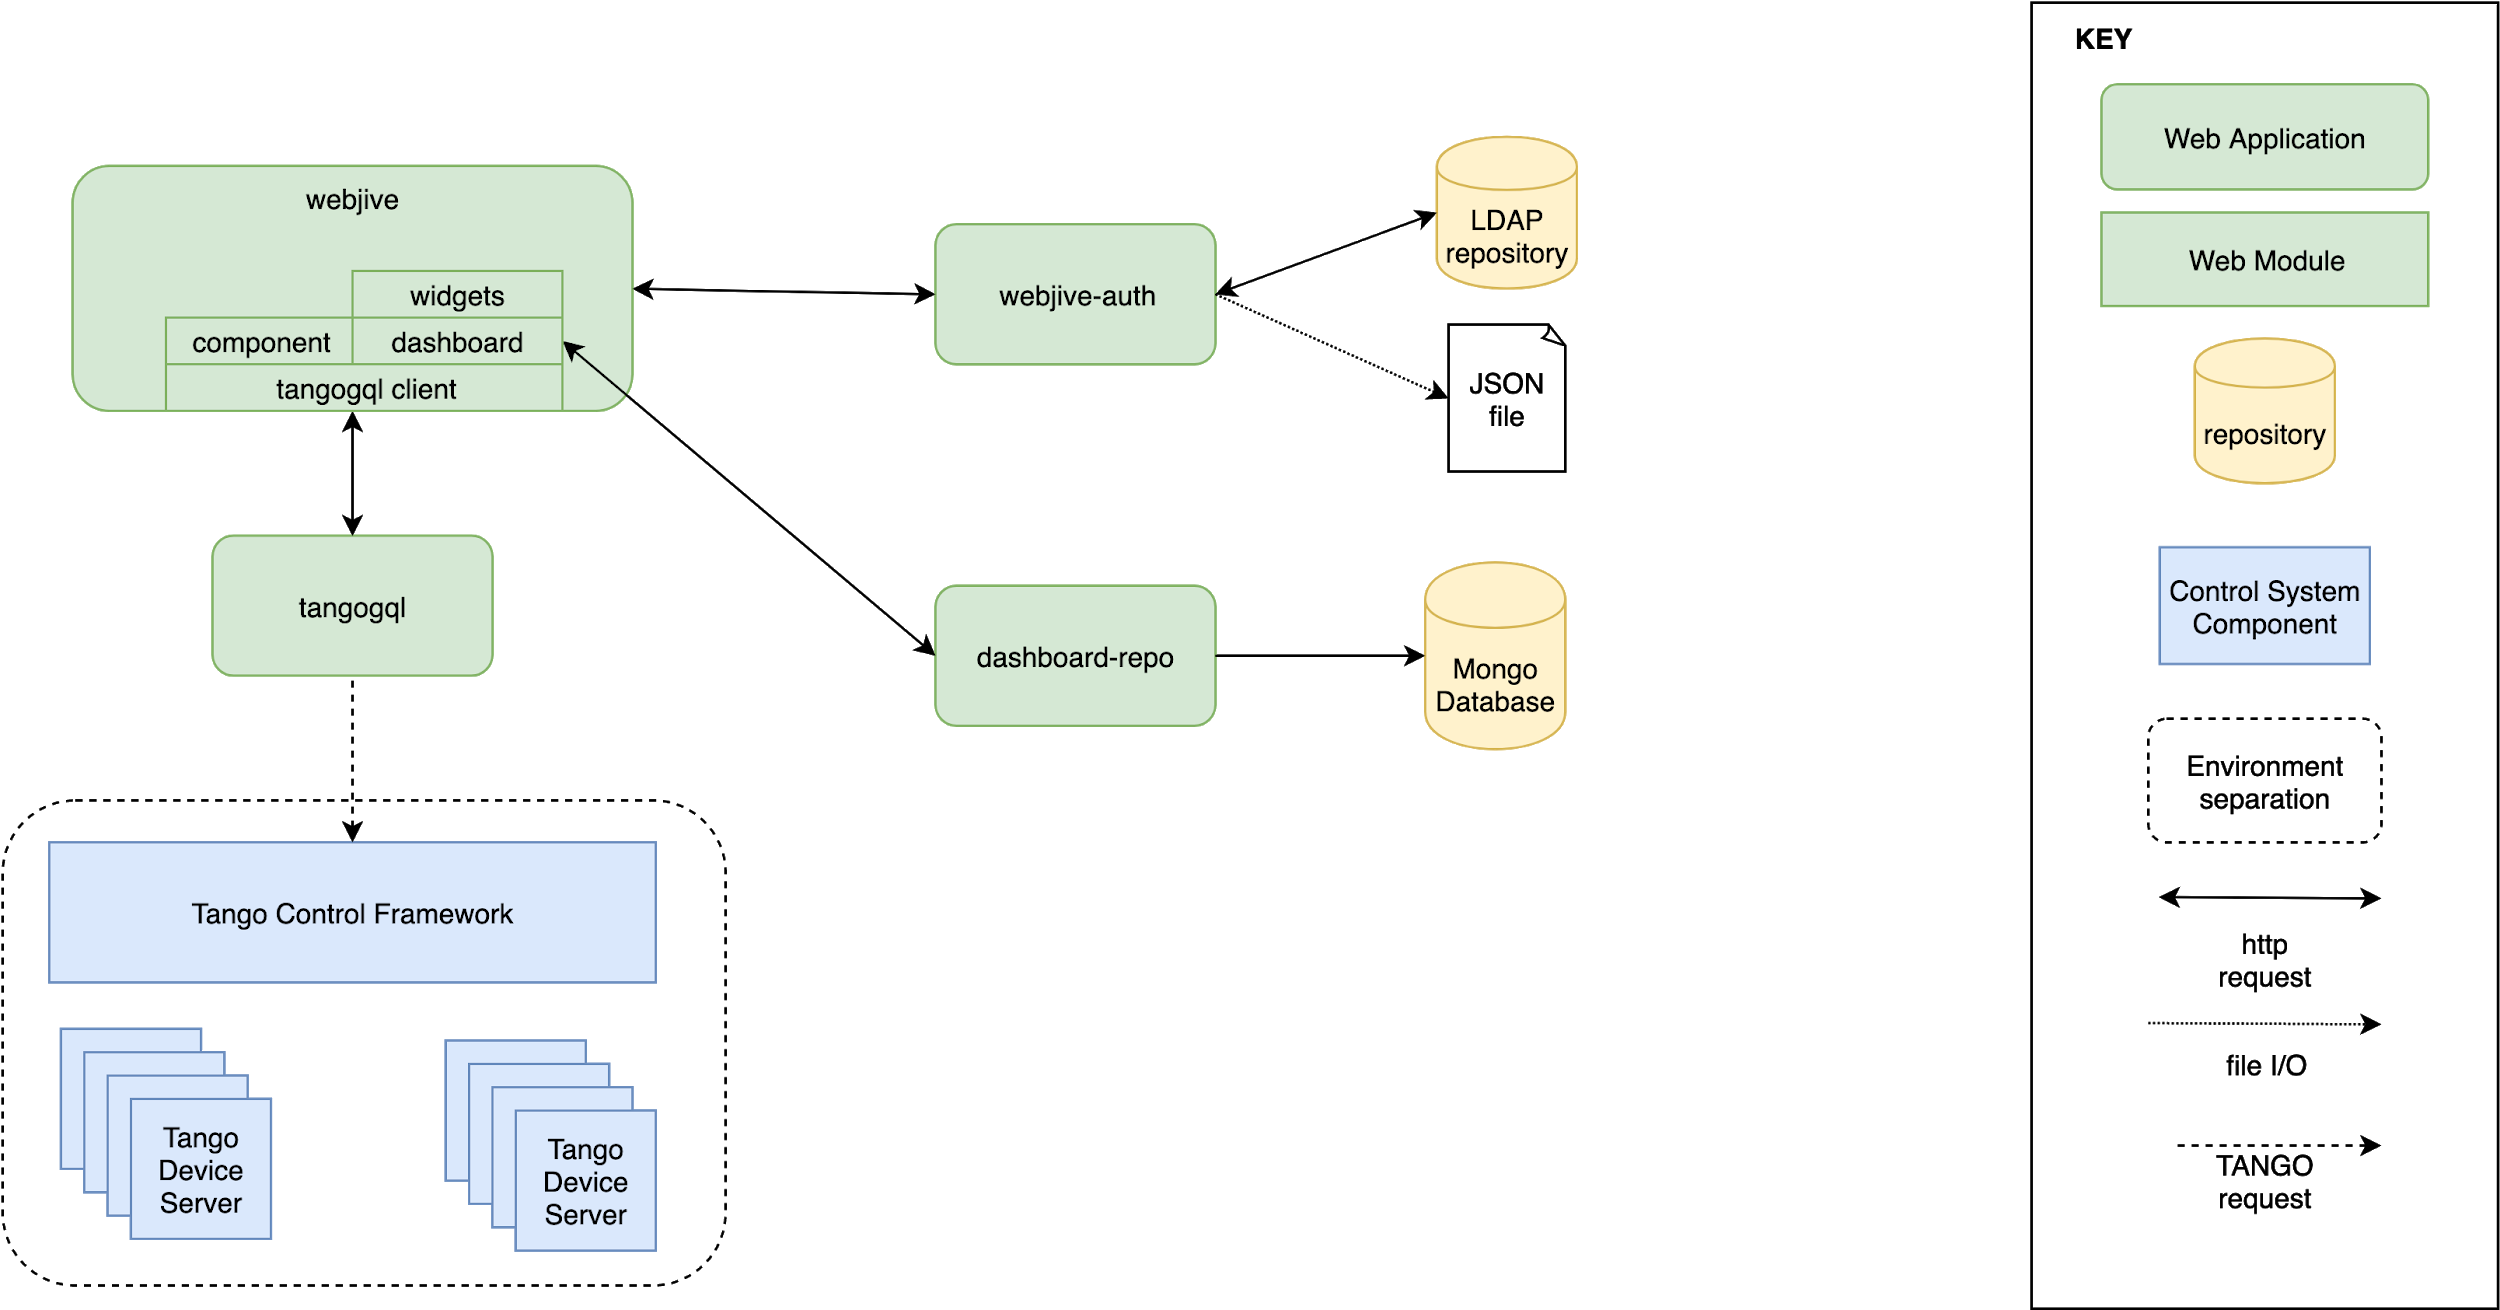 webjive
widgets
component
dashboard
tangogql client
tangogql
Tango Control Framework
Tango
Device
Server
Tango
Device
Server
webjive-auth
LDAP
repository
JSON
file
dashboard-repo
Mongo
Database
KEY
Web Application
Web Module
repository
Control System
Component
Environment
separation
http
request
file I/O
TANGO
request